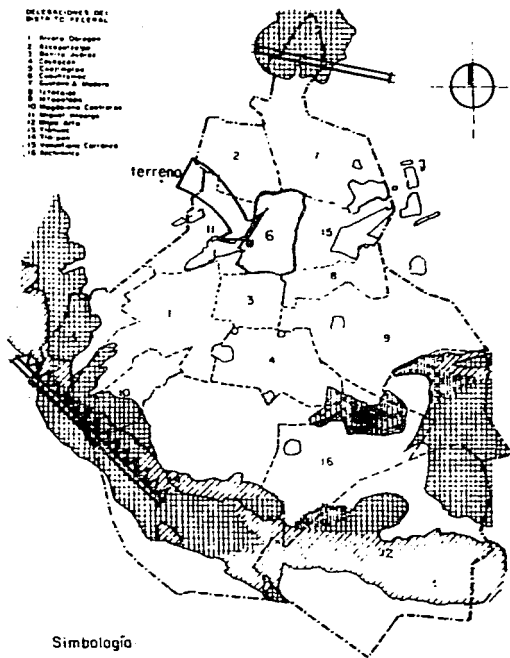 DELEGACIONES DEL
DISTRITO FEDERAL
1 Alvaro Obregon
2 Azcapotzalco
3 Benito Juarez
4 Coyoacan
5 Cuajimalpa
6 Cuauhtemoc
7 Gustavo A Madero
8 Iztacalco
9 Iztapalapa
10 Magdalena Contreras
11 Miguel Hidalgo
12 Milpa Alta
13 Tlahuac
14 Tlalpan
15 Venustiano Carranza
16 Xochimilco
2
7
terreno
11
6
15
8
1
3
9
4
16
12
Simbología